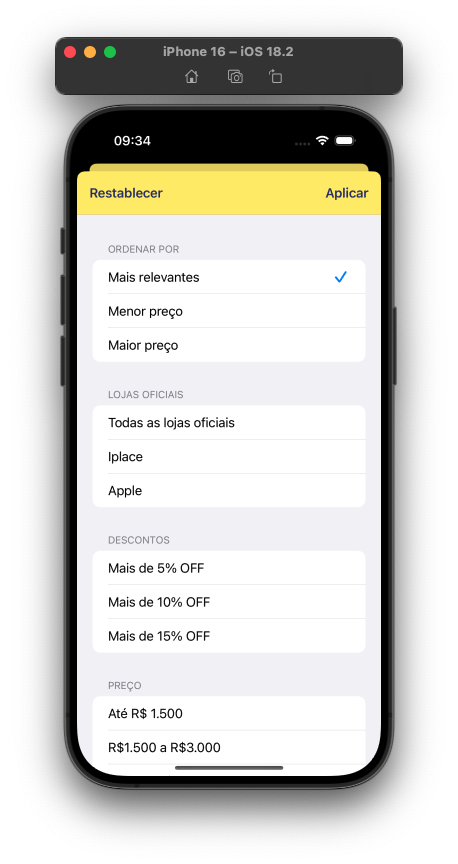 iPhone 16 – iOS 18.2
09:34
Restablecer
Aplicar
ORDENAR POR
Mais relevantes
Menor preço
Maior preço
LOJAS OFICIAIS
Todas as lojas oficiais
Iplace
Apple
DESCONTOS
Mais de 5% OFF
Mais de 10% OFF
Mais de 15% OFF
PREÇO
Até R$ 1.500
R$1.500 a R$3.000